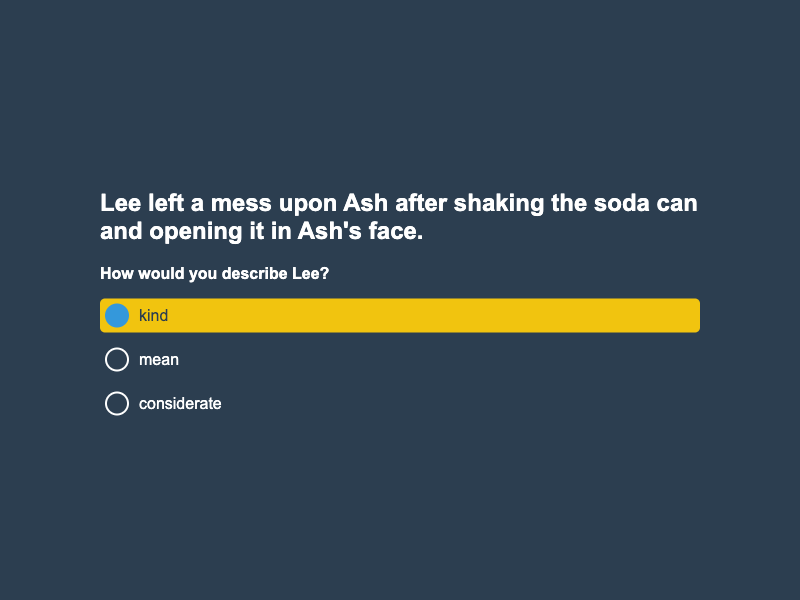 Lee left a mess upon Ash after shaking the soda can
and opening it in Ash's face.
How would you describe Lee?
kind
mean
considerate